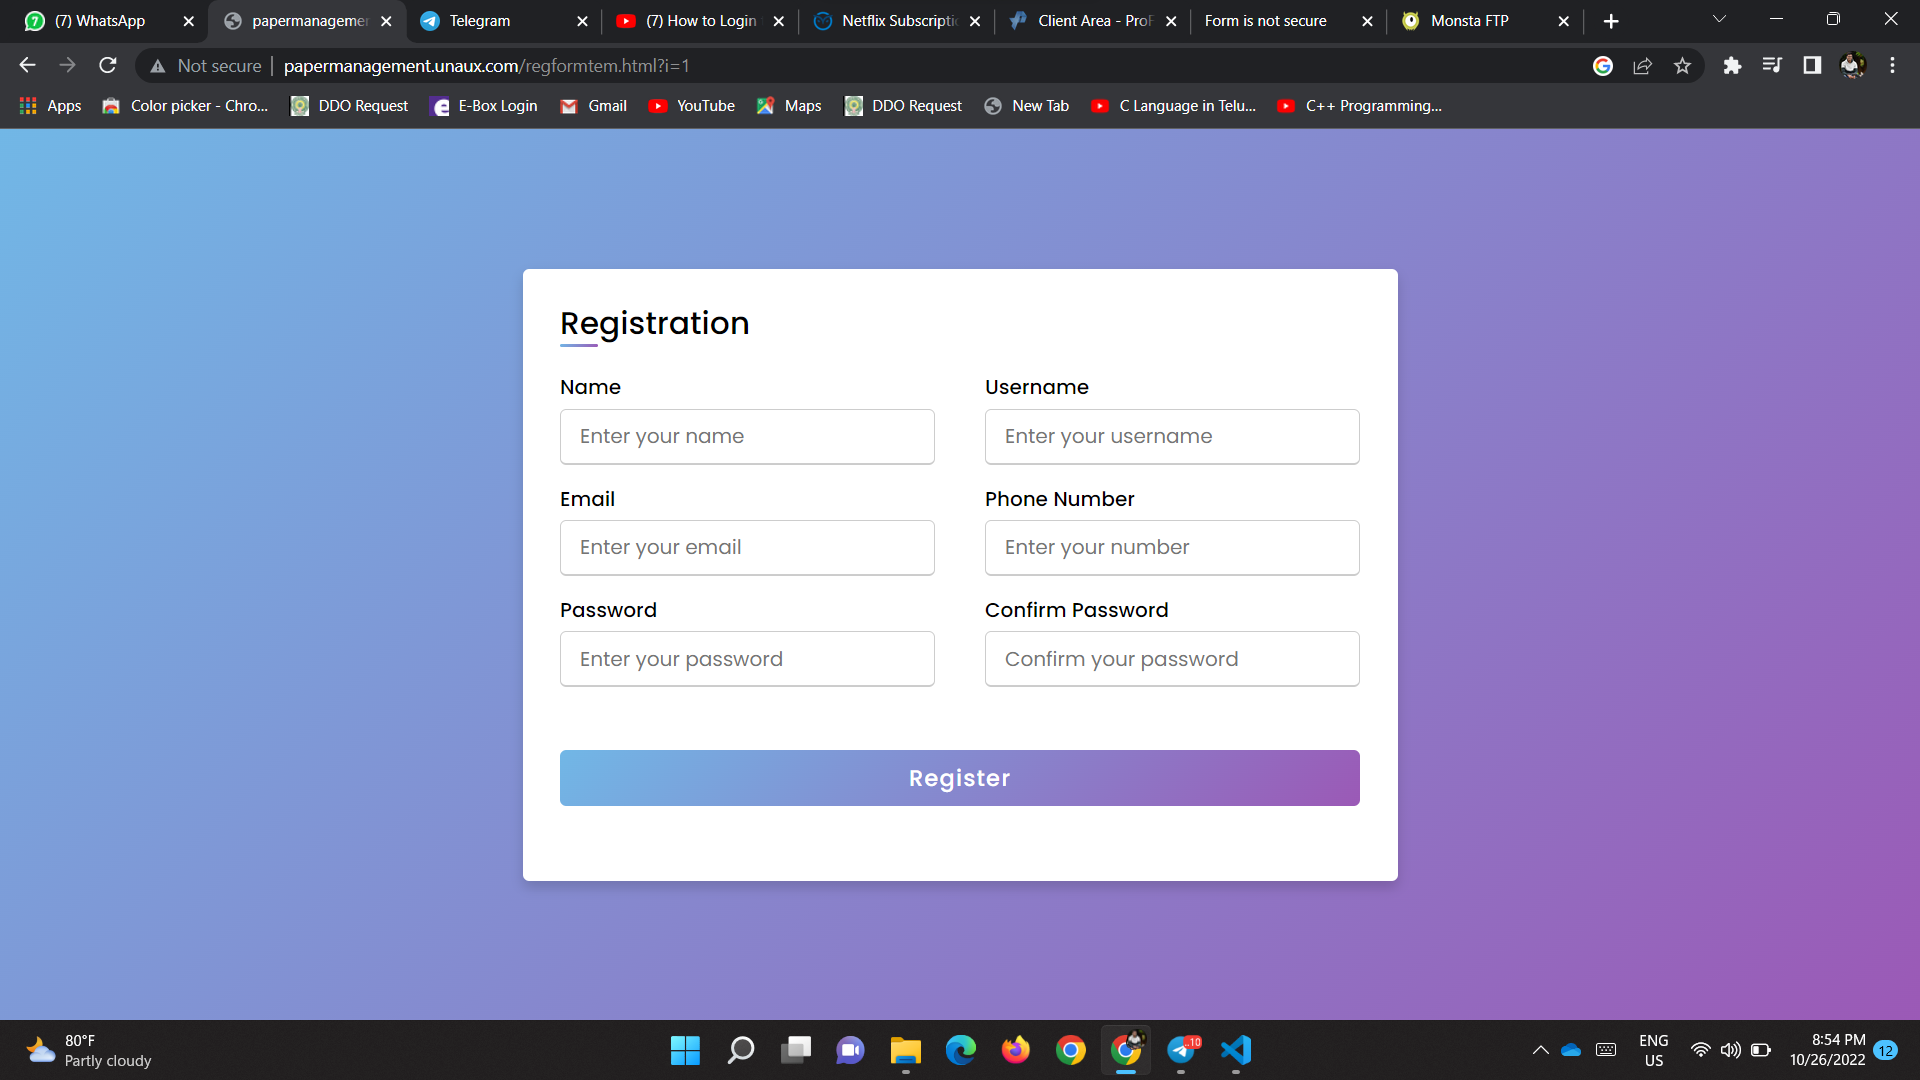 (7) WhatsApp
papermanagemer
Telegram
(7) How to Login
Netflix Subscripti
Client Area - ProF
Form is not secure
Monsta FTP
Not secure
papermanagement.unaux.com/regformtem.html?i=1
Apps
Color picker - Chro...
DDO Request
E-Box Login
Gmail
YouTube
Maps
DDO Request
New Tab
C Language in Telu...
C++ Programming...
Registration
Name
Username
Enter your name
Enter your username
Email
Phone Number
Enter your email
Enter your number
Password
Confirm Password
Enter your password
Confirm your password
Register
80°F
Partly cloudy
10
ENG
US
8:54 PM
10/26/2022
12